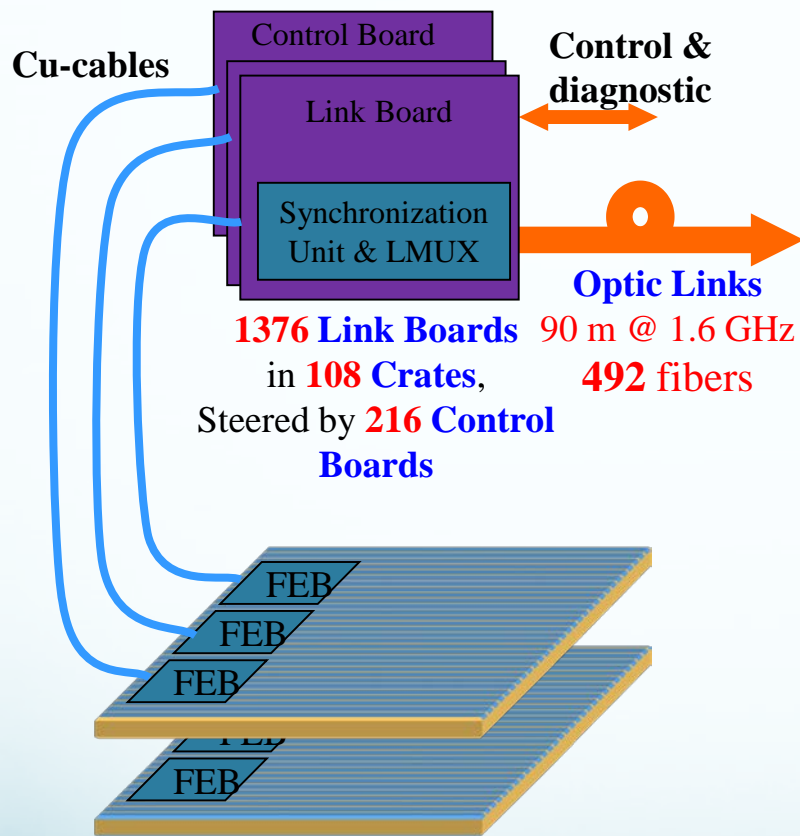 Control Board
Cu-cables
Control &
diagnostic
Link Board
Synchronization
Unit & LMUX
Optic Links
90 m @ 1.6 GHz
492 fibers
1376 Link Boards
in 108 Crates,
Steered by 216 Control
Boards
FEB
FEB
FEB
FEB
FEB